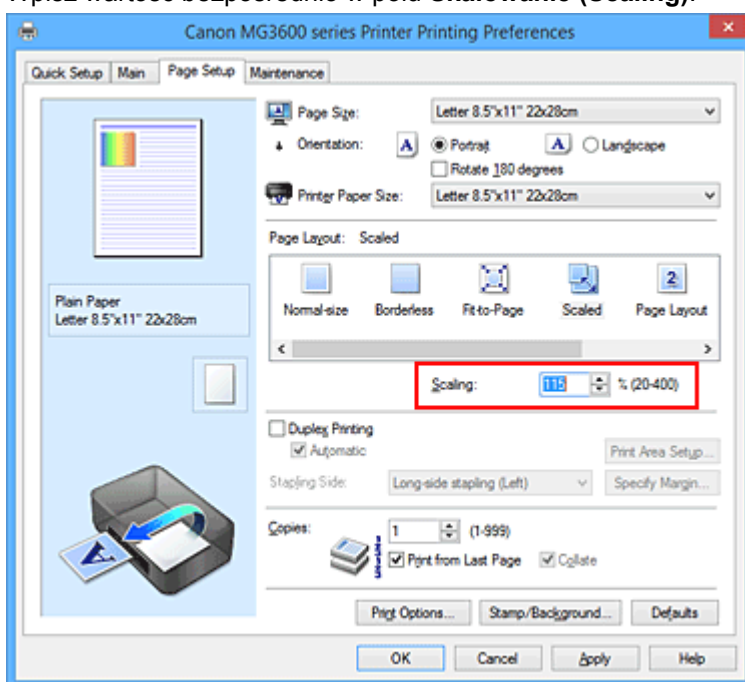 Canon MG3600 series Printer Printing Preferences
Quick Setup Main Page Setup Maintenance
Page Size: Letter 8.5"x11" 22x28cm
Orientation: A Portrait A Landscape
Rotate 180 degrees
Printer Paper Size: Letter 8.5"x11" 22x28cm
Page Layout: Scaled
Normal-size Borderless Fit-to-Page Scaled 2 Page Layout
Plain Paper
Letter 8.5"x11" 22x28cm
Scaling: 115 % (20-400)
Duplex Printing
Automatic
Print Area Setup...
Stapling Side: Long-side stapling (Left) Specify Margin...
Copies: 1 (1-999)
Print from Last Page Collate
A
Print Options... Stamp/Background... Defaults
OK Cancel Apply Help